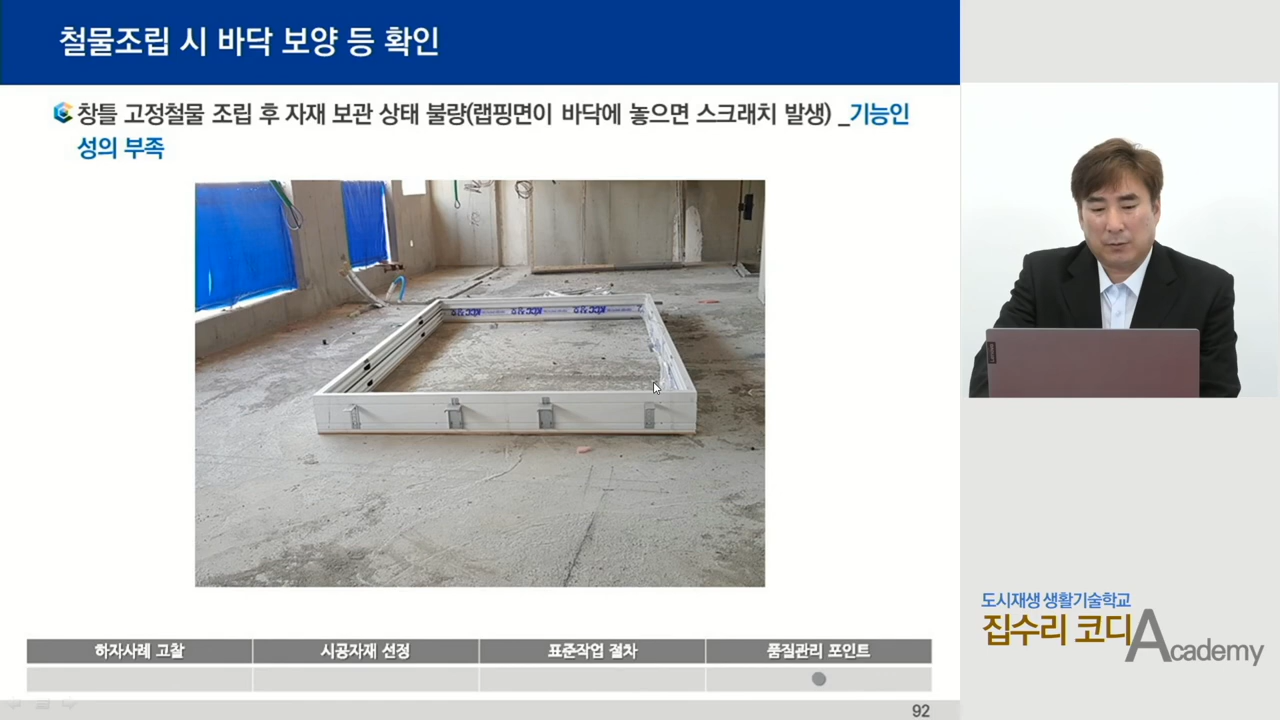 철물조립 시 바닥 보양 등 확인
창틀 고정철물 조립 후 자재 보관 상태 불량(랩핑면이 바닥에 놓으면 스크래치 발생) _기능인
성의 부족
하자사례 고찰
시공자재 선정
표준작업 절차
품질관리 포인트
92
도시재생 생활기술학교
집수리 코디Academy
Lenovo